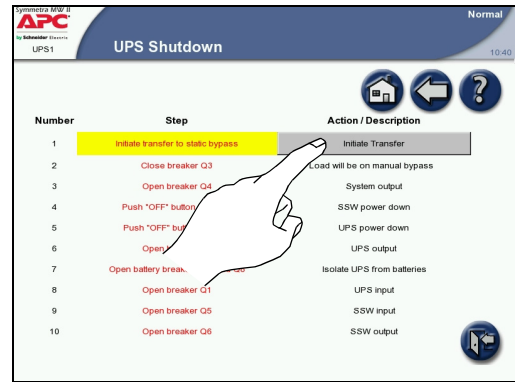 Symmetra MW II
APC
by Schneider Electric
UPS1
UPS Shutdown
Normal
10:40
Number Step Action / Description
1 Initiate transfer to static bypass Initiate Transfer
2 Close breaker Q3 Load will be on manual bypass
3 Open breaker Q4 System output
4 Push "OFF" button SSW power down
5 Push "OFF" UPS power down
6 Open UPS output
7 Open battery Isolate UPS from batteries
8 Open breaker Q1 UPS input
9 Open breaker Q5 SSW input
10 Open breaker Q6 SSW output